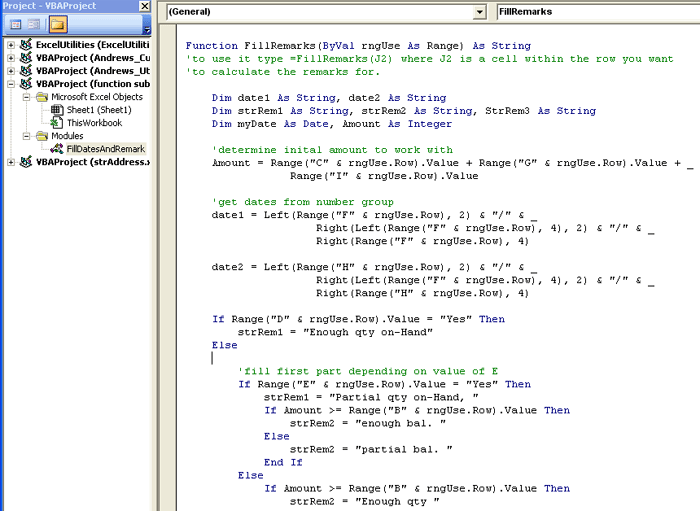 Project - VBAProject
ExcelUtilities (ExcelUtiliti
VBAProject (Andrews_Cu
VBAProject (Andrews_Ut
VBAProject (function sub
Microsoft Excel Objects
Sheet1 (Sheet1)
ThisWorkbook
Modules
FillDatesAndRemark
VBAProject (strAddress.x
(General)
FillRemarks
Function FillRemarks(ByVal rngUse As Range) As String
'to use it type =FillRemarks(J2) where J2 is a cell within the row you want
'to calculate the remarks for.
Dim date1 As String, date2 As String
Dim strRem1 As String, strRem2 As String, StrRem3 As String
Dim myDate As Date, Amount As Integer
'determine inital amount to work with
Amount = Range("C" & rngUse.Row).Value + Range("G" & rngUse.Row).Value + _
Range("I" & rngUse.Row).Value
'get dates from number group
date1 = Left(Range("F" & rngUse.Row), 2) & "/" & _
Right(Left(Range("F" & rngUse.Row), 4), 2) & "/" & _
Right(Range("F" & rngUse.Row), 4)
date2 = Left(Range("H" & rngUse.Row), 2) & "/" & _
Right(Left(Range("F" & rngUse.Row), 4), 2) & "/" & _
Right(Range("H" & rngUse.Row), 4)
If Range("D" & rngUse.Row).Value = "Yes" Then
strRem1 = "Enough qty on-Hand"
Else
'fill first part depending on value of E
If Range("E" & rngUse.Row).Value = "Yes" Then
strRem1 = "Partial qty on-Hand, "
If Amount >= Range("B" & rngUse.Row).Value Then
strRem2 = "enough bal. "
Else
strRem2 = "partial bal. "
End If
Else
If Amount >= Range("B" & rngUse.Row).Value Then
strRem2 = "Enough qty "